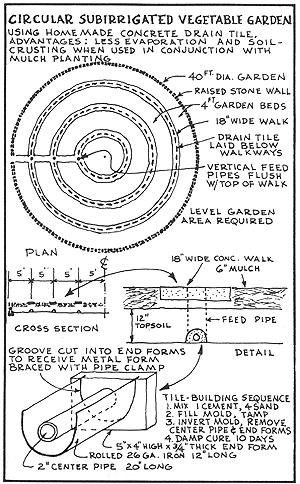 CIRCULAR SUBIRRIGATED VEGETABLE GARDEN
USING HOMEMADE CONCRETE DRAIN TILE.
ADVANTAGES: LESS EVAPORATION AND SOIL-
CRUSTING WHEN USED IN CONJUNCTION WITH
MULCH PLANTING
40 FT. DIA. GARDEN
RAISED STONE WALL
4 FT GARDEN BEDS
18" WIDE WALK
DRAIN TILE
LAID BELOW
WALKWAYS
VERTICAL FEED
PIPES FLUSH
W/TOP OF WALK
LEVEL GARDEN
AREA REQUIRED
PLAN
5' 5' 5' 5'
CROSS SECTION
18" WIDE CONC. WALK
6" MULCH
12"
TOPSOIL
FEED PIPE
DETAIL
GROOVE CUT INTO END FORMS
TO RECEIVE METAL FORM
BRACED WITH PIPE CLAMP
TILE-BUILDING SEQUENCE
1. MIX 1 CEMENT, 4 SAND
2. FILL MOLD, TAMP
3. INVERT MOLD, REMOVE
CENTER PIPE & END FORMS
4. DAMP CURE 10 DAYS
5" x 4" HIGH x 3/4" THICK END FORM
ROLLED 26 GA. IRON 12" LONG
2" CENTER PIPE 20" LONG